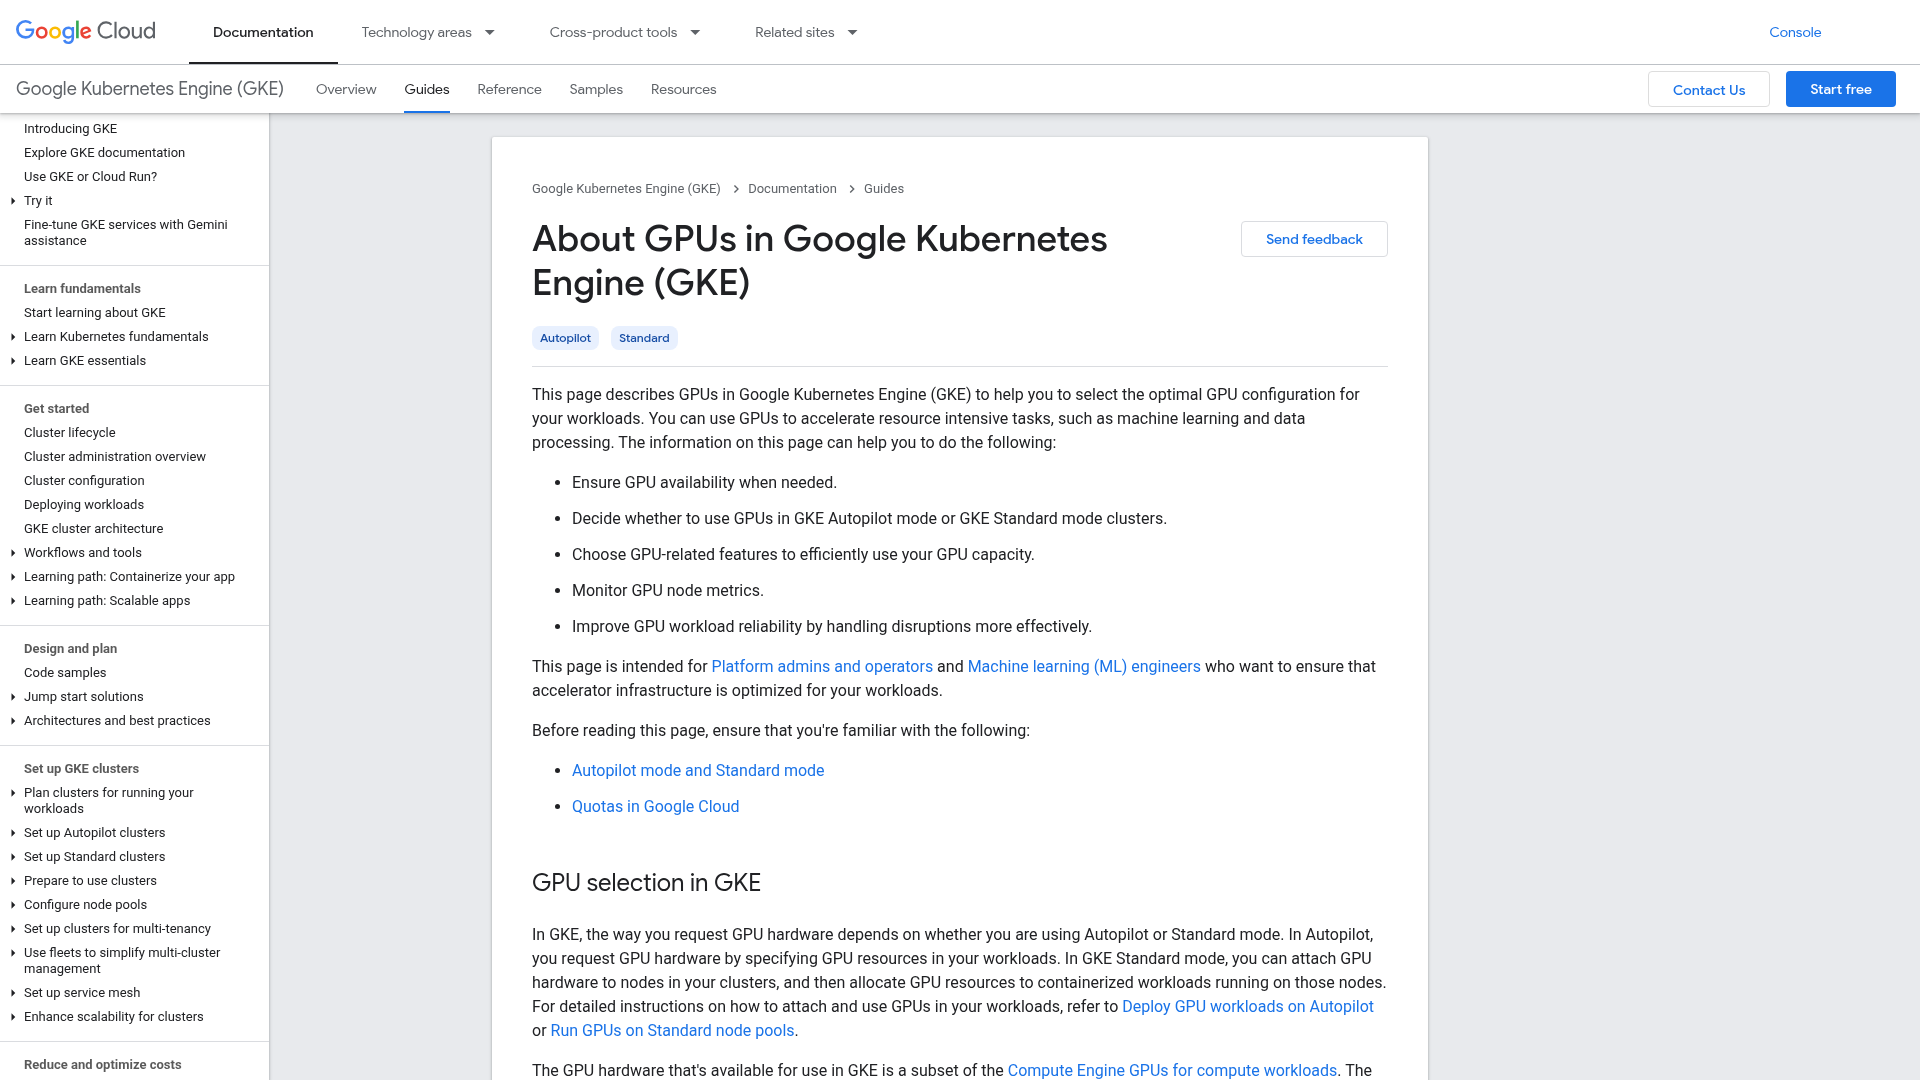 Google Cloud
Documentation
Technology areas
Cross-product tools
Related sites
Console
Google Kubernetes Engine (GKE)
Overview
Guides
Reference
Samples
Resources
Contact Us
Start free
Introducing GKE
Explore GKE documentation
Use GKE or Cloud Run?
Try it
Fine-tune GKE services with Gemini
assistance
Learn fundamentals
Start learning about GKE
Learn Kubernetes fundamentals
Learn GKE essentials
Get started
Cluster lifecycle
Cluster administration overview
Cluster configuration
Deploying workloads
GKE cluster architecture
Workflows and tools
Learning path: Containerize your app
Learning path: Scalable apps
Design and plan
Code samples
Jump start solutions
Architectures and best practices
Set up GKE clusters
Plan clusters for running your
workloads
Set up Autopilot clusters
Set up Standard clusters
Prepare to use clusters
Configure node pools
Set up clusters for multi-tenancy
Use fleets to simplify multi-cluster
management
Set up service mesh
Enhance scalability for clusters
Reduce and optimize costs
Google Kubernetes Engine (GKE)
Documentation
Guides
About GPUs in Google Kubernetes
Engine (GKE)
Send feedback
Autopilot
Standard
This page describes GPUs in Google Kubernetes Engine (GKE) to help you to select the optimal GPU configuration for
your workloads. You can use GPUs to accelerate resource intensive tasks, such as machine learning and data
processing. The information on this page can help you to do the following:
• Ensure GPU availability when needed.
• Decide whether to use GPUs in GKE Autopilot mode or GKE Standard mode clusters.
• Choose GPU-related features to efficiently use your GPU capacity.
• Monitor GPU node metrics.
• Improve GPU workload reliability by handling disruptions more effectively.
This page is intended for Platform admins and operators and Machine learning (ML) engineers who want to ensure that
accelerator infrastructure is optimized for your workloads.
Before reading this page, ensure that you're familiar with the following:
• Autopilot mode and Standard mode
• Quotas in Google Cloud
GPU selection in GKE
In GKE, the way you request GPU hardware depends on whether you are using Autopilot or Standard mode. In Autopilot,
you request GPU hardware by specifying GPU resources in your workloads. In GKE Standard mode, you can attach GPU
hardware to nodes in your clusters, and then allocate GPU resources to containerized workloads running on those nodes.
For detailed instructions on how to attach and use GPUs in your workloads, refer to Deploy GPU workloads on Autopilot
or Run GPUs on Standard node pools.
The GPU hardware that's available for use in GKE is a subset of the Compute Engine GPUs for compute workloads. The